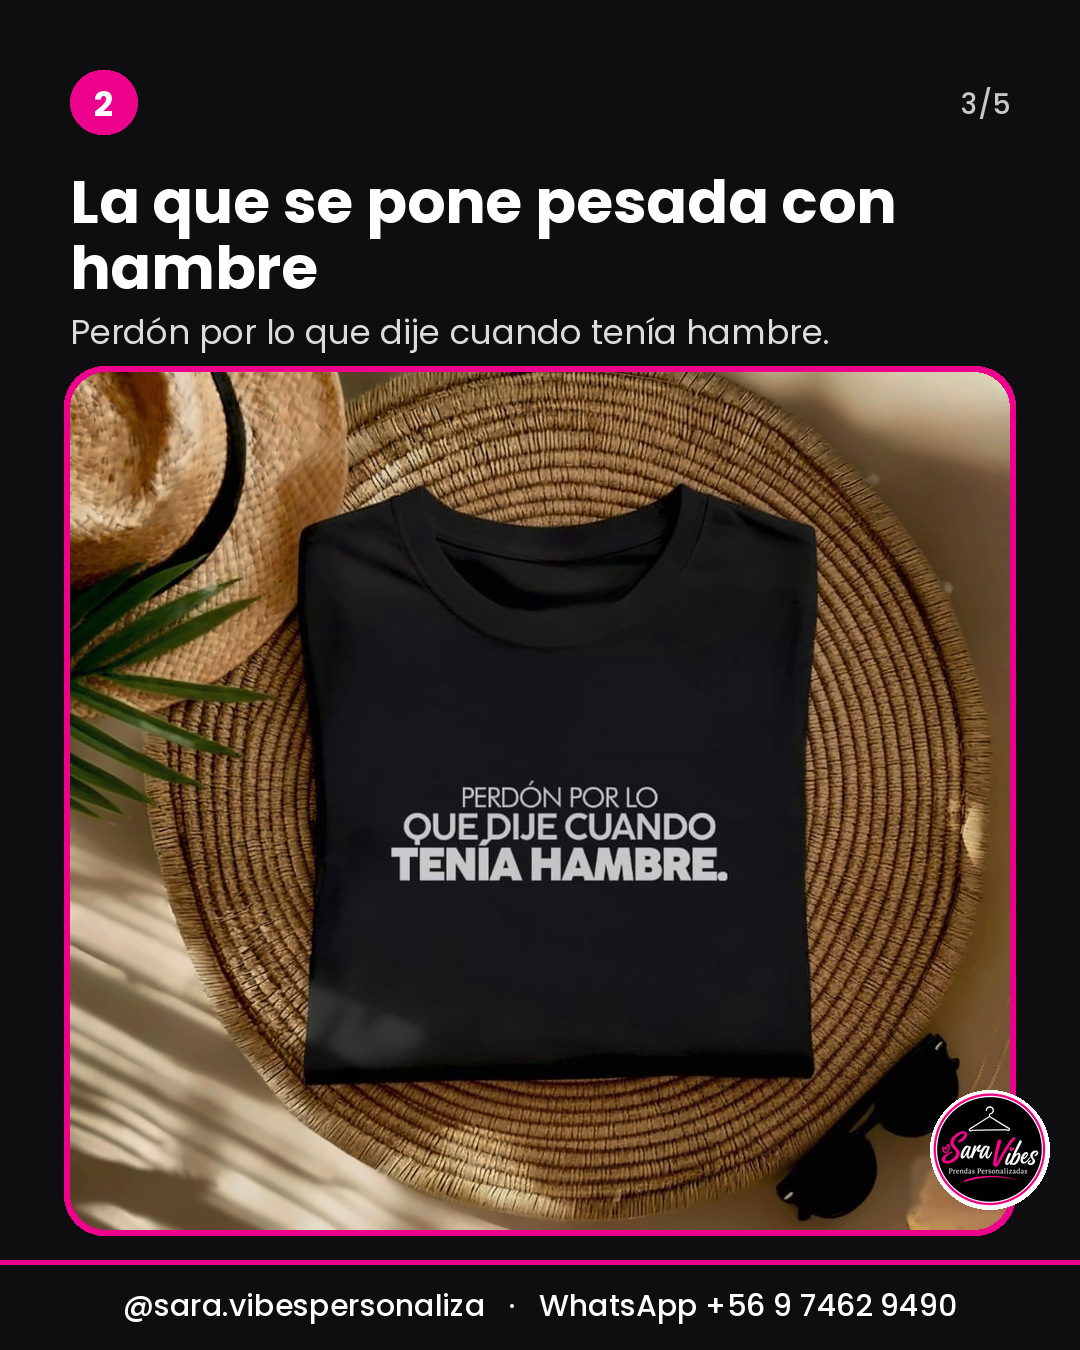 2
3/5
La que se pone pesada con
hambre
Perdón por lo que dije cuando tenía hambre.
PERDÓN POR LO
QUE DIJE CUANDO
TENÍA HAMBRE.
Sara Vibes
Prendas Personalizadas
@sara.vibespersonaliza · WhatsApp +56 9 7462 9490